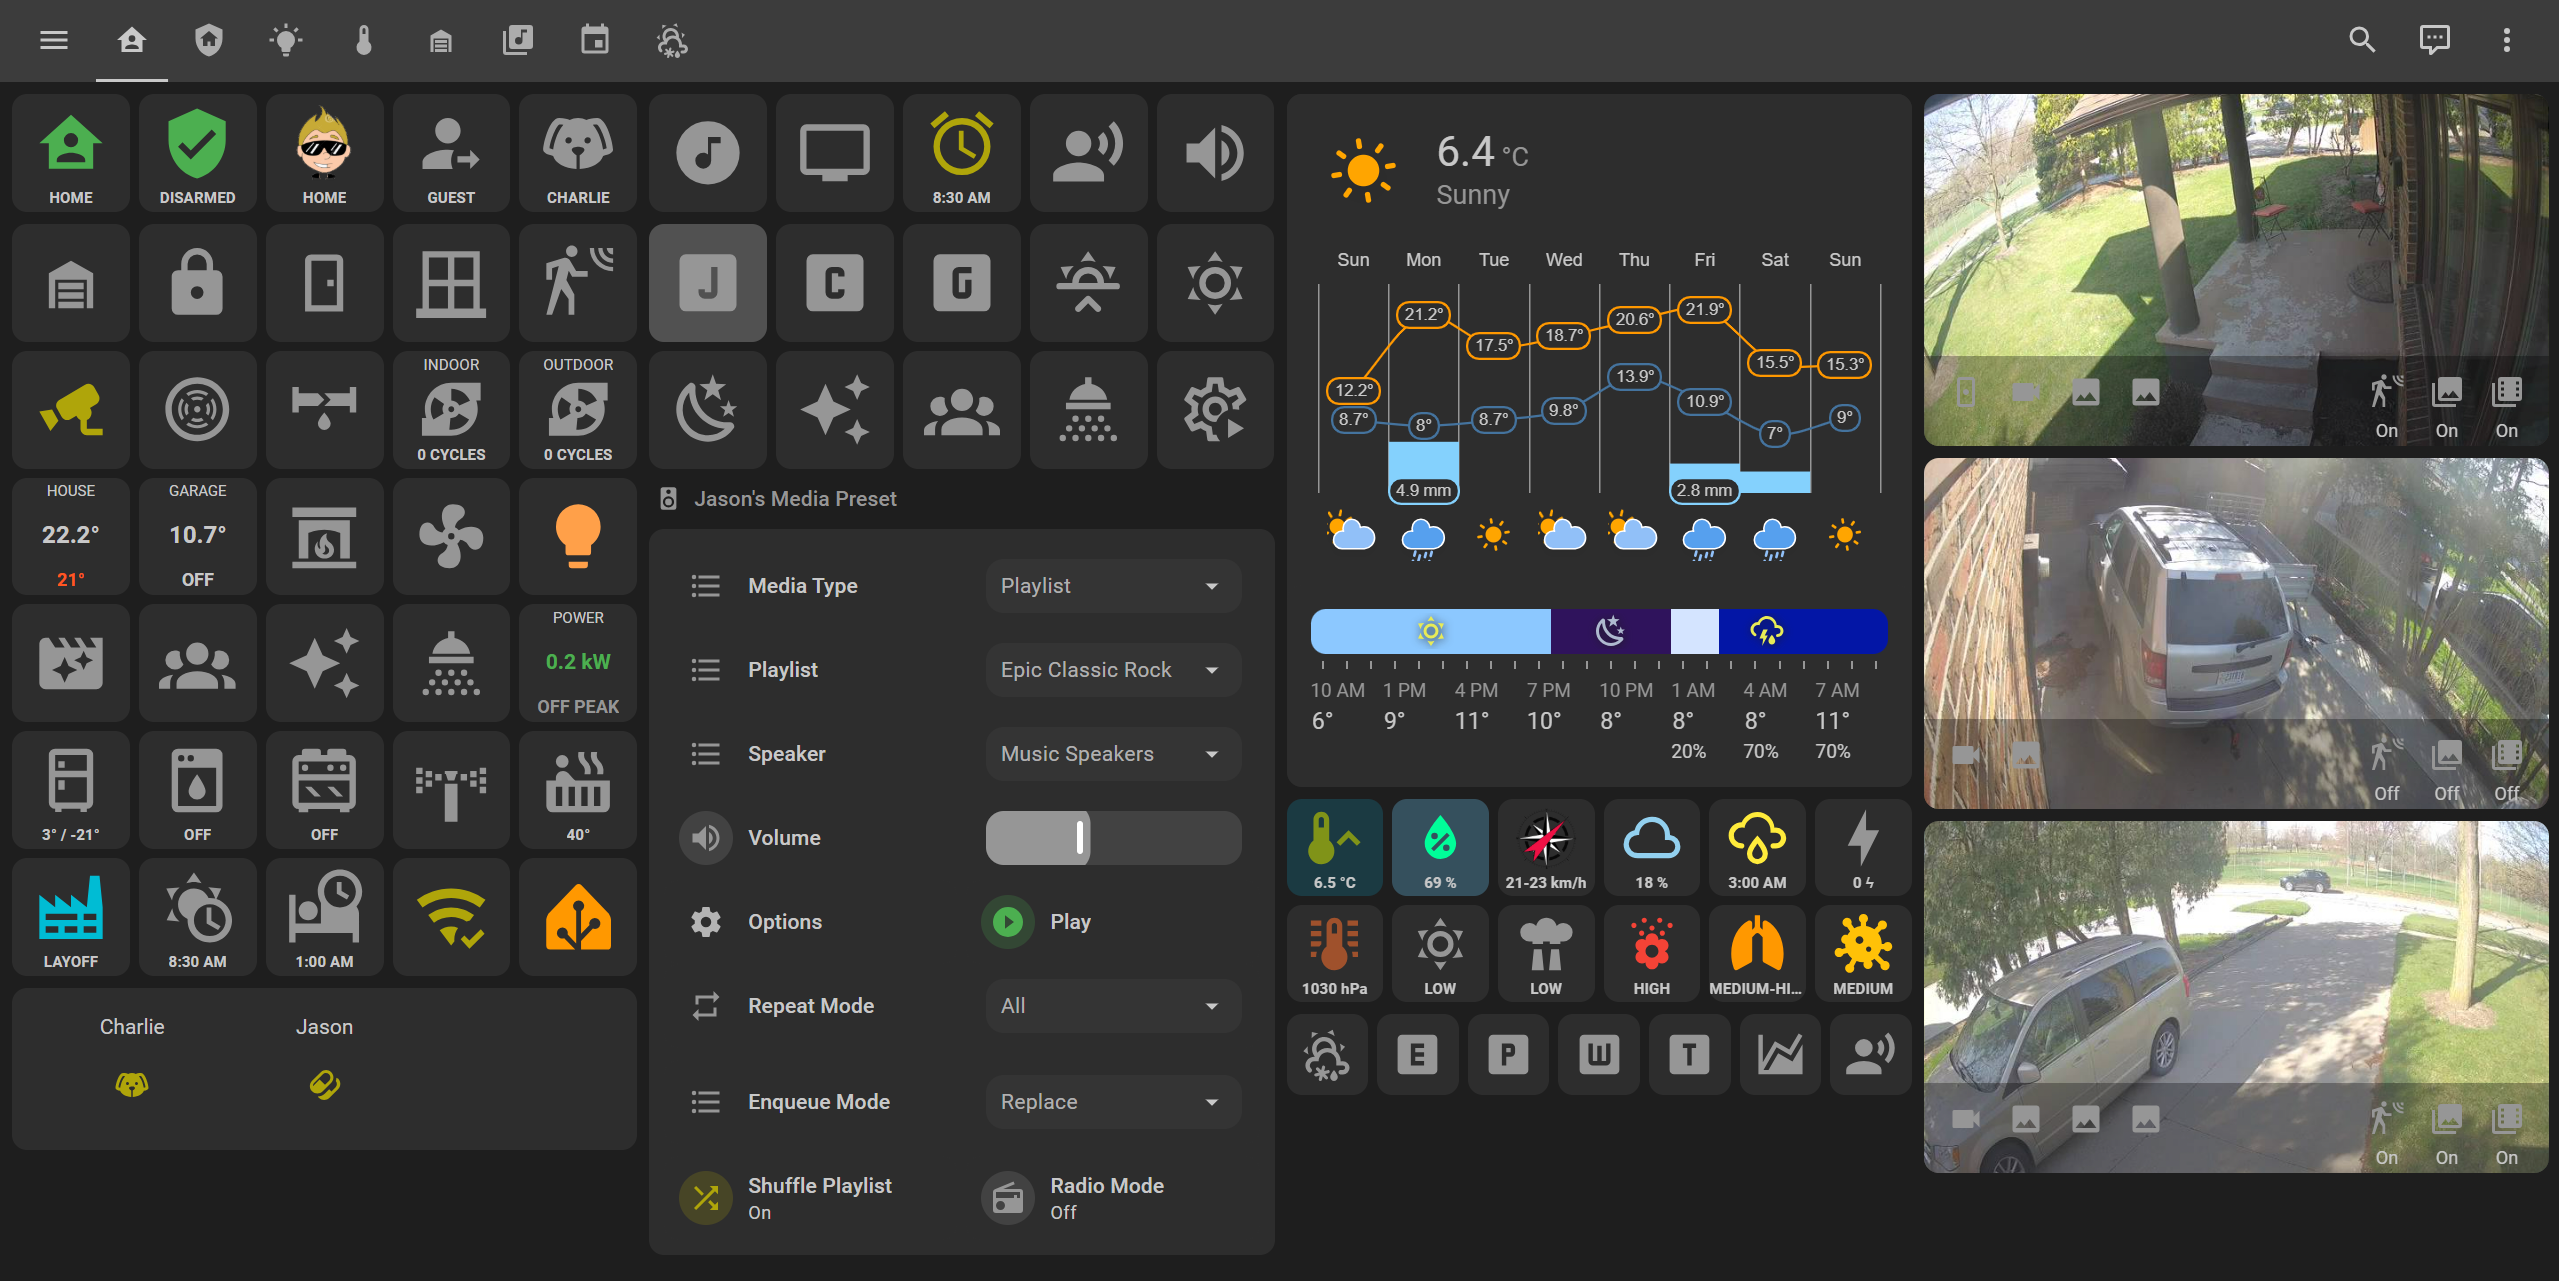 HOME
DISARMED
HOME
GUEST
CHARLIE
8:30 AM
J
C
G
INDOOR
0 CYCLES
OUTDOOR
0 CYCLES
HOUSE
22.2°
21°
GARAGE
10.7°
OFF
POWER
0.2 kW
OFF PEAK
3° / -21°
OFF
OFF
40°
LAYOFF
8:30 AM
1:00 AM
Charlie
Jason
Jason's Media Preset
Media Type
Playlist
Playlist
Epic Classic Rock
Speaker
Music Speakers
Volume
Options
Play
Repeat Mode
All
Enqueue Mode
Replace
Shuffle Playlist
On
Radio Mode
Off
6.4 °C
Sunny
Sun Mon Tue Wed Thu Fri Sat Sun
12.2° 21.2° 17.5° 18.7° 20.6° 21.9° 15.5° 15.3°
8.7° 8° 8.7° 9.8° 13.9° 10.9° 7° 9°
4.9 mm 2.8 mm
10 AM 1 PM 4 PM 7 PM 10 PM 1 AM 4 AM 7 AM
6° 9° 11° 10° 8° 8° 8° 11°
20% 70% 70%
6.5 °C
69 %
21-23 km/h
18 %
3:00 AM
0 ϟ
1030 hPa
LOW
LOW
HIGH
MEDIUM-HI...
MEDIUM
E
P
W
T
On On On
Off Off Off
On On On